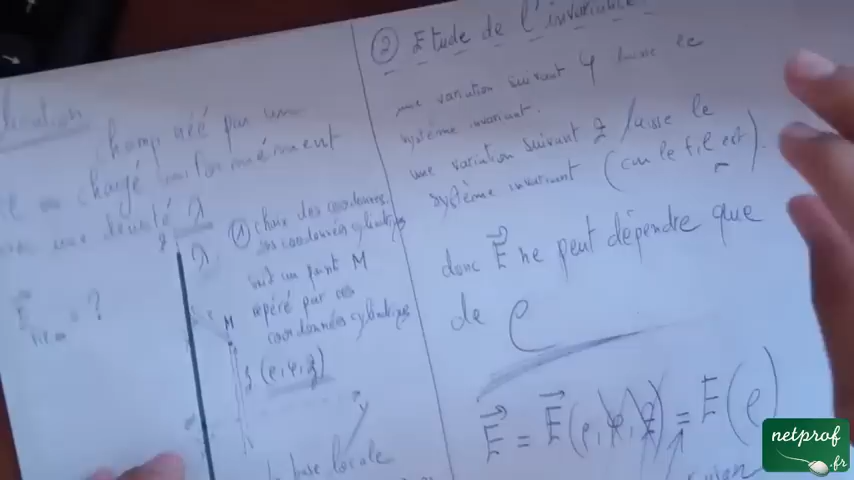 champ créé par un
chargé uniformément
une densité λ
λ
① choix des coordonnées
les coordonnées cylindriques
soit un point M
repéré par ses
coordonnées cylindriques
(ρ, φ, z)
M
= ?
y
base locale
② Etude de l'invariance
une variation suivant φ laisse le
système invariant.
une variation suivant z laisse le
système invariant (car le fil est ∞).
donc E⃗ ne peut dépendre que
de ρ
E⃗ = E⃗(ρ, φ, z) = E(ρ)
netprof
.fr